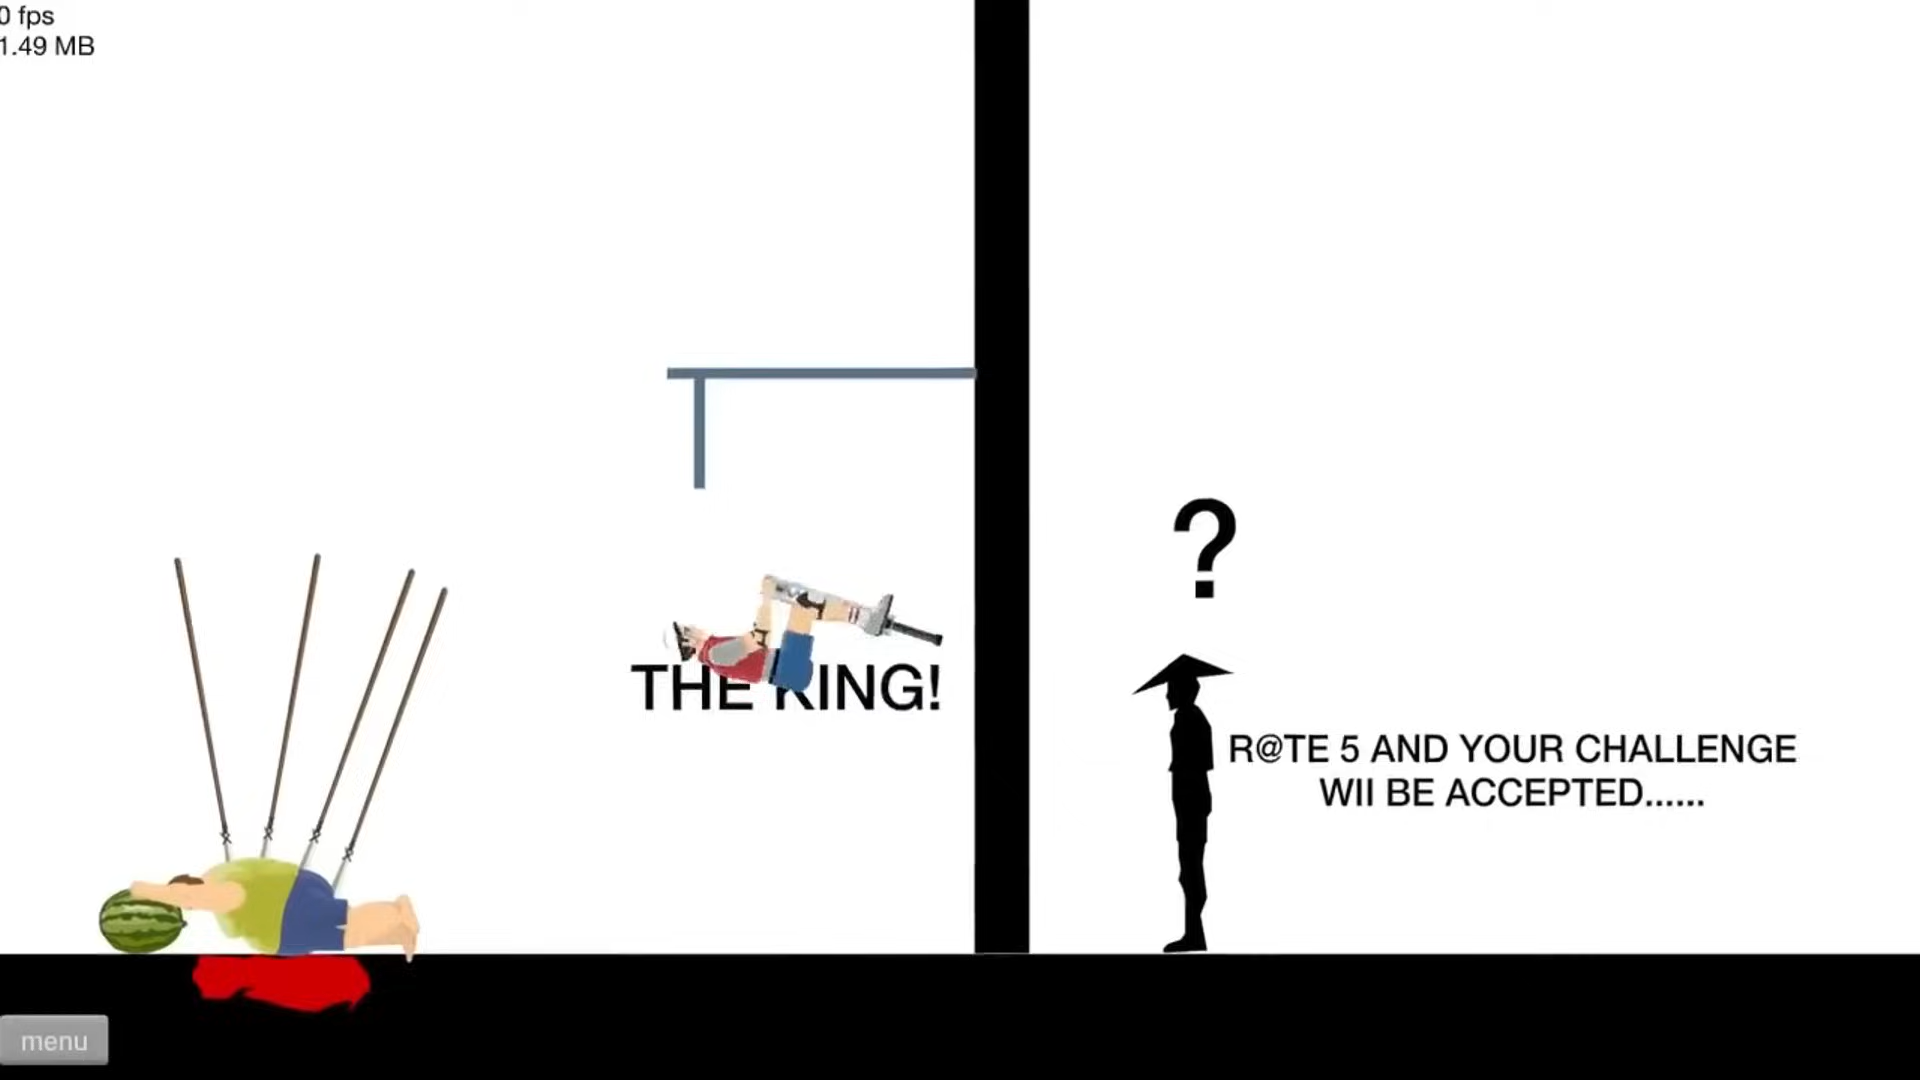 0 fps
1.49 MB
?
THE KING!
R@TE 5 AND YOUR CHALLENGE
WII BE ACCEPTED......
menu